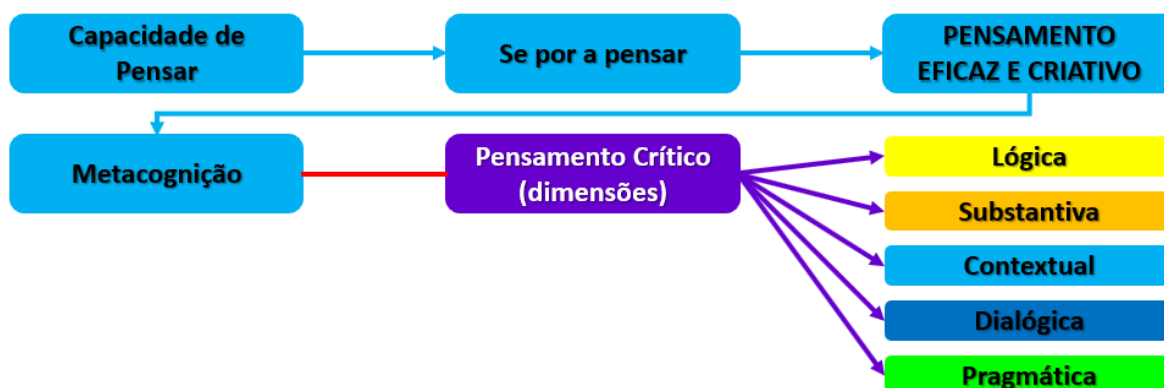 Capacidade de
Pensar
Se por a pensar
PENSAMENTO
EFICAZ E CRIATIVO
Metacognição
Pensamento Crítico
(dimensões)
Lógica
Substantiva
Contextual
Dialógica
Pragmática